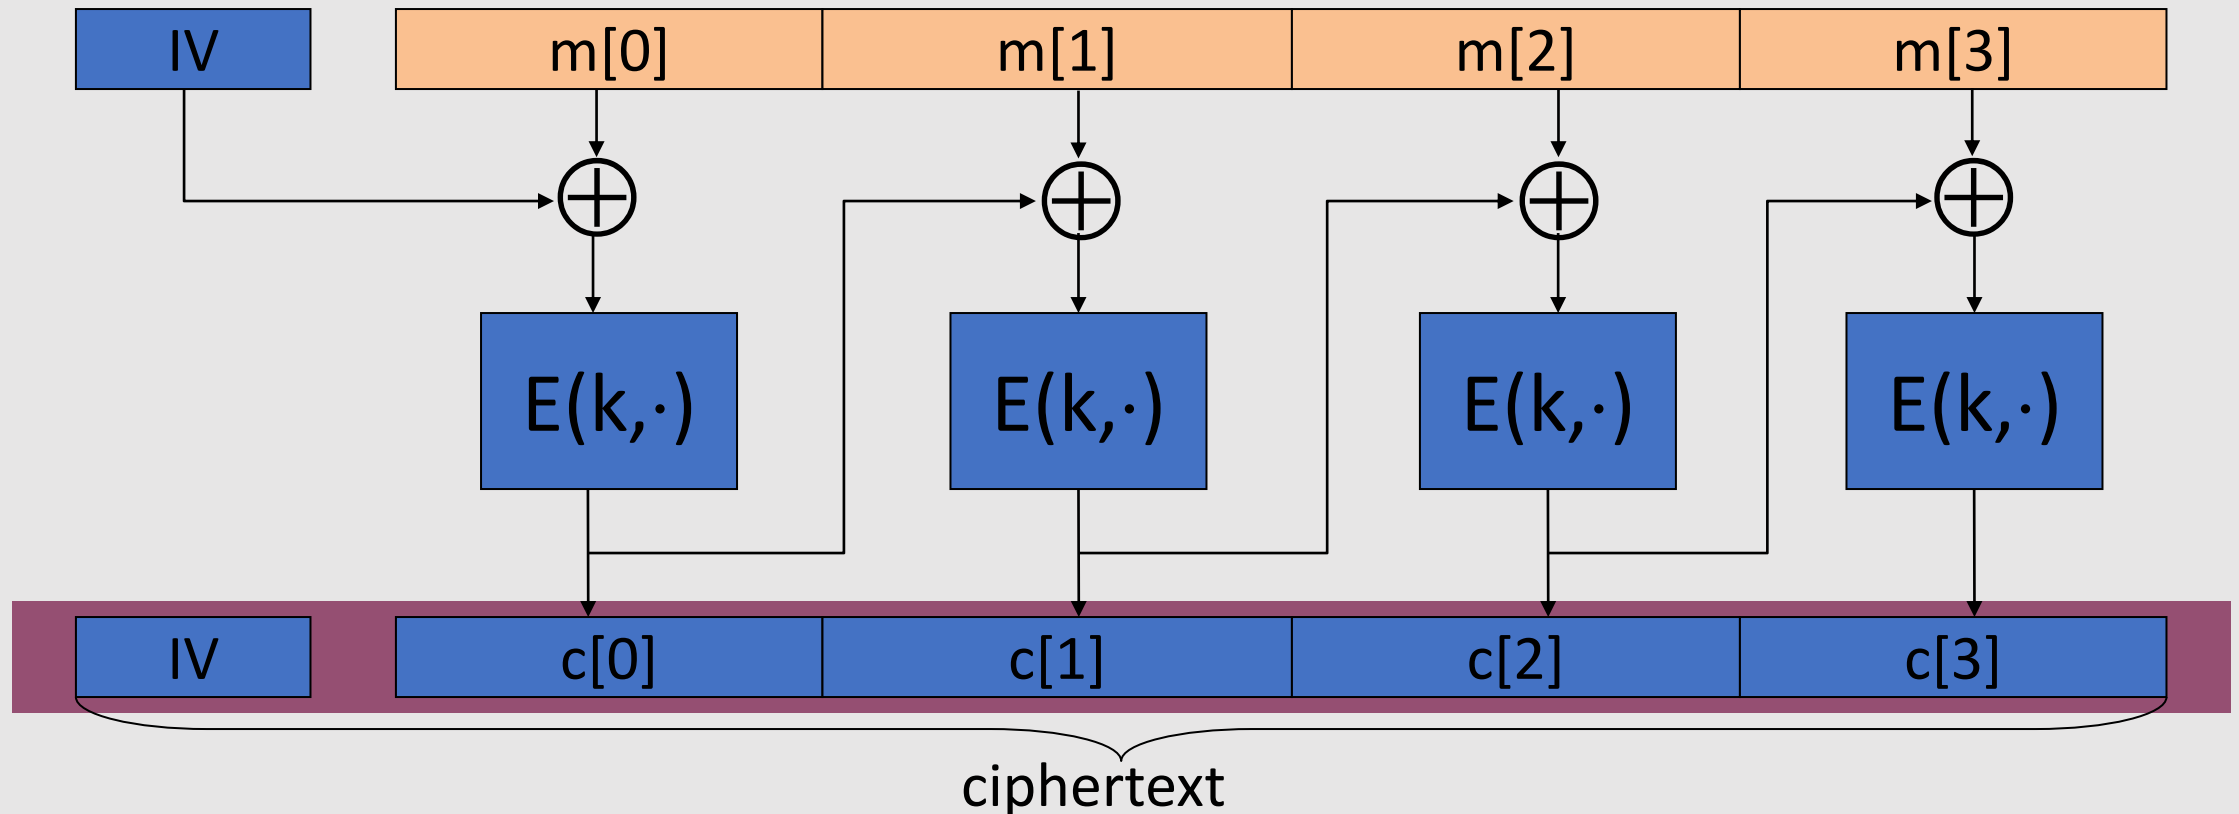 IV m[0] m[1] m[2] m[3]
E(k,·) E(k,·) E(k,·) E(k,·)
IV c[0] c[1] c[2] c[3]
ciphertext